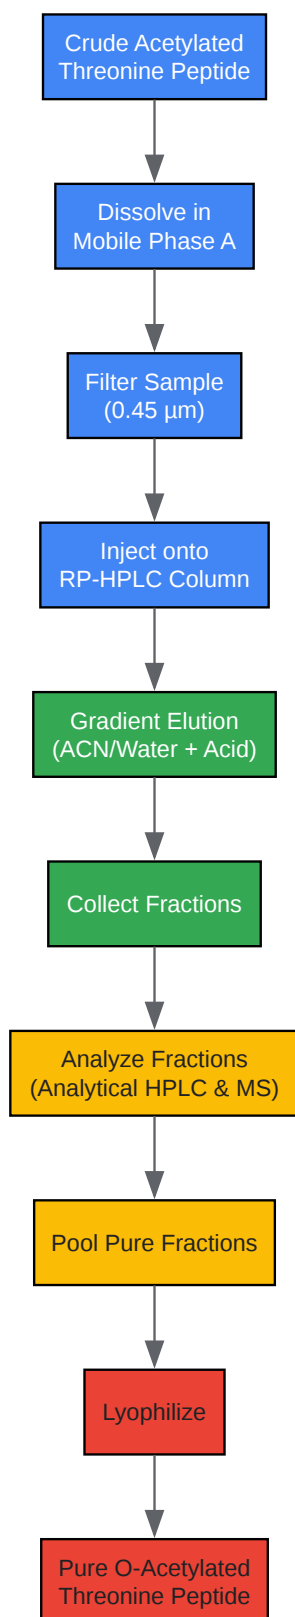 Crude Acetylated
Threonine Peptide
Dissolve in
Mobile Phase A
Filter Sample
(0.45 µm)
Inject onto
RP-HPLC Column
Gradient Elution
(ACN/Water + Acid)
Collect Fractions
Analyze Fractions
(Analytical HPLC & MS)
Pool Pure Fractions
Lyophilize
Pure O-Acetylated
Threonine Peptide